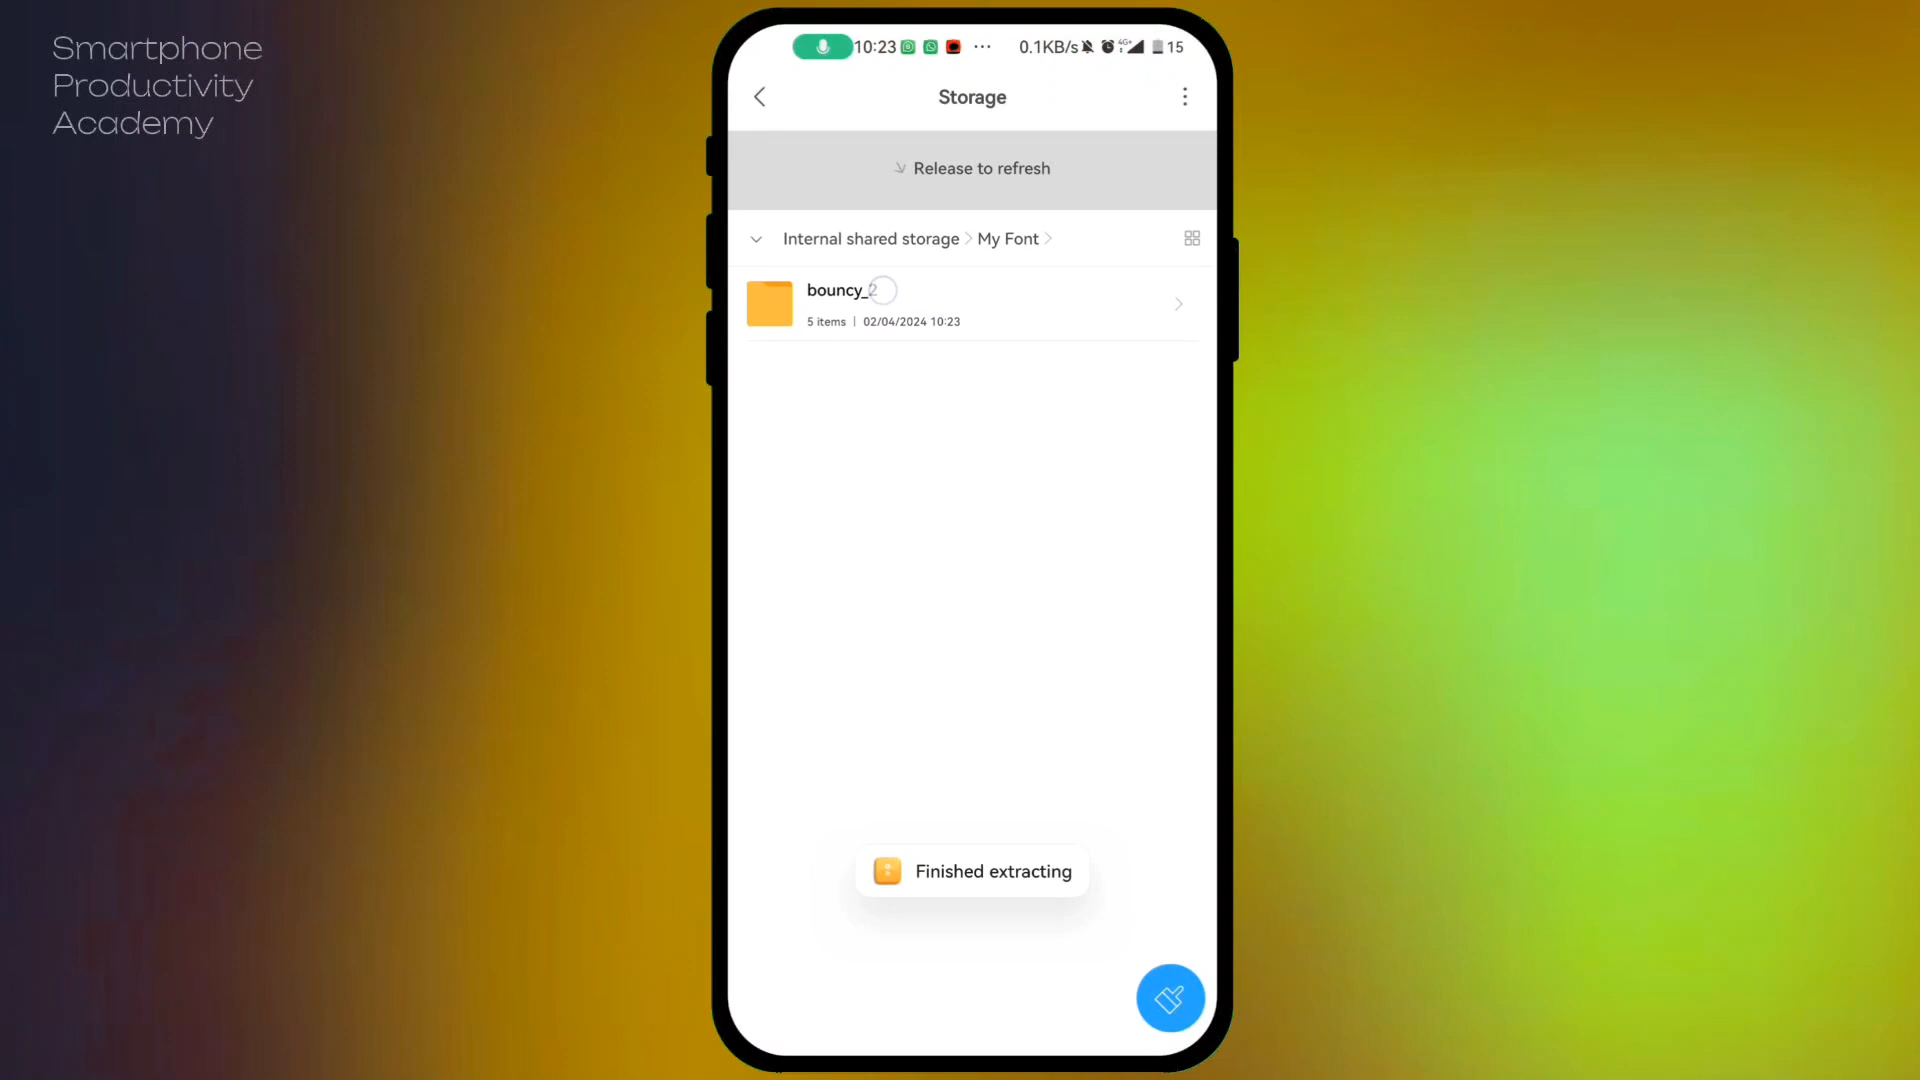 Smartphone
Productivity
Academy
10:23 ... 0.1KB/s 4G+ 15
Storage
Release to refresh
Internal shared storage My Font
bouncy_2
5 items | 02/04/2024 10:23
Finished extracting